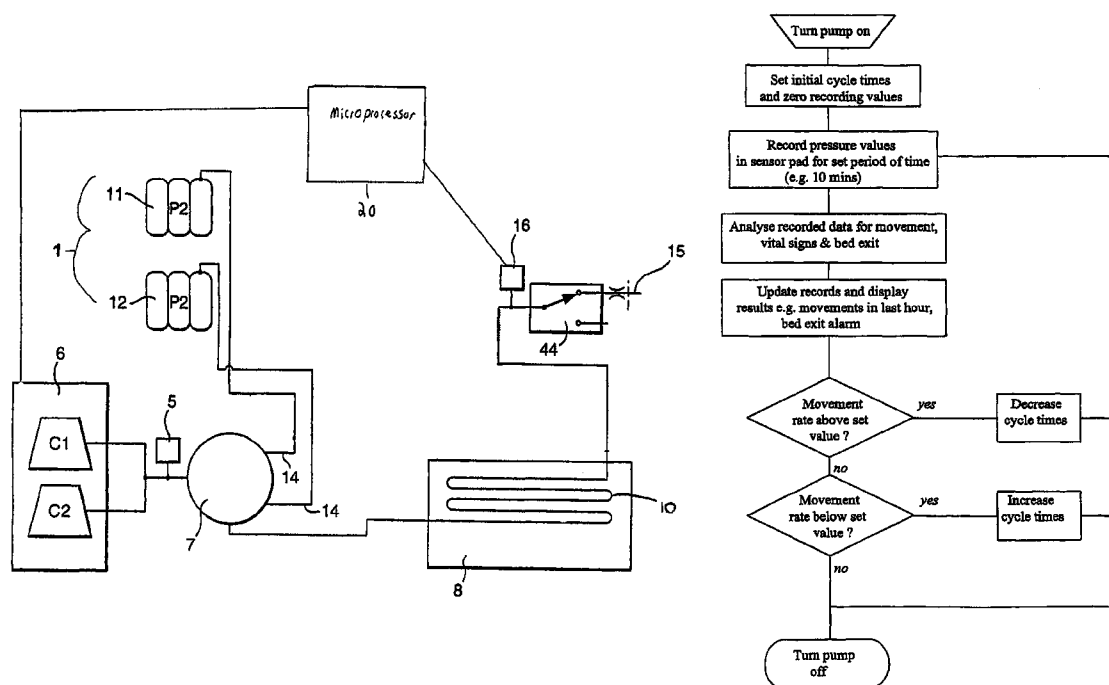 Microprocessor
20
11
P2
1
12
P2
16
15
44
6
5
C1
C2
14
14
7
10
8
Turn pump on
Set initial cycle times
and zero recording values
Record pressure values
in sensor pad for set period of time
(e.g. 10 mins)
Analyse recorded data for movement,
vital signs & bed exit
Update records and display
results e.g. movements in last hour,
bed exit alarm
Movement
rate above set
value ?
yes
Decrease
cycle times
no
Movement
rate below set
value ?
yes
Increase
cycle times
no
Turn pump
off